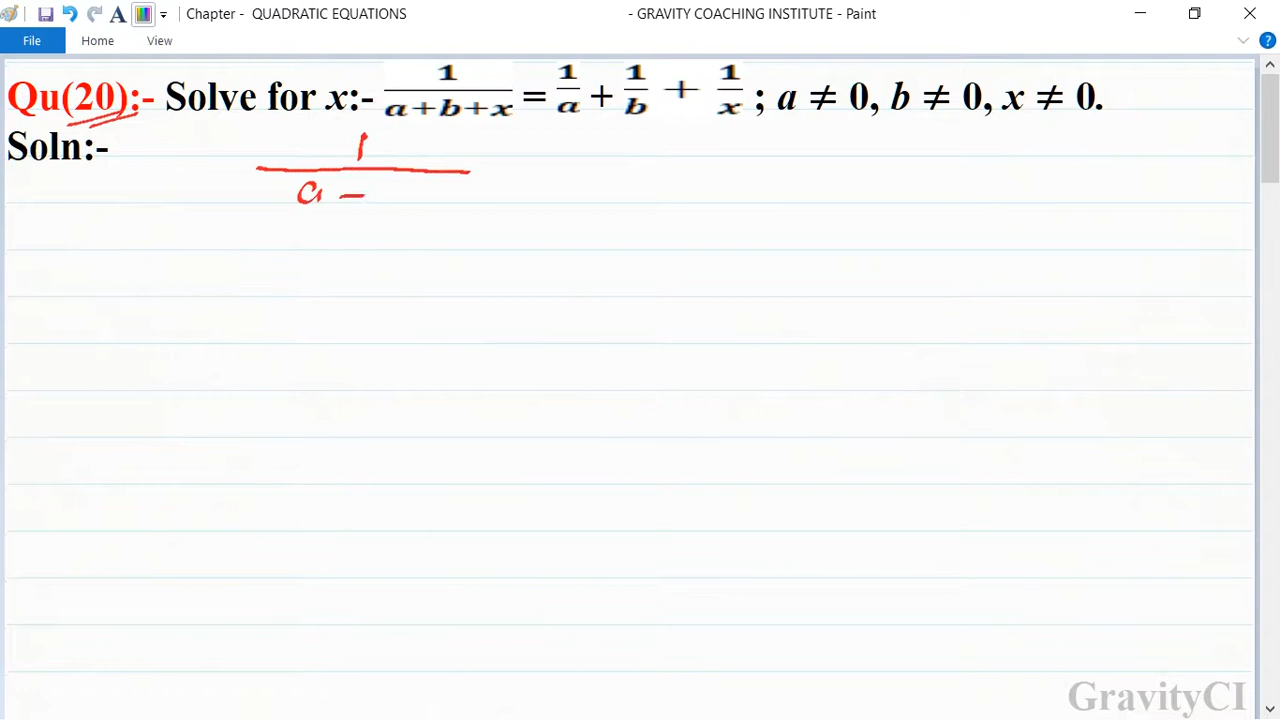 Chapter - QUADRATIC EQUATIONS - GRAVITY COACHING INSTITUTE - Paint
File Home View
Qu(20):- Solve for x:- 1/(a+b+x) = 1/a + 1/b + 1/x ; a ≠ 0, b ≠ 0, x ≠ 0.
Soln:-
1
a -
GravityCI